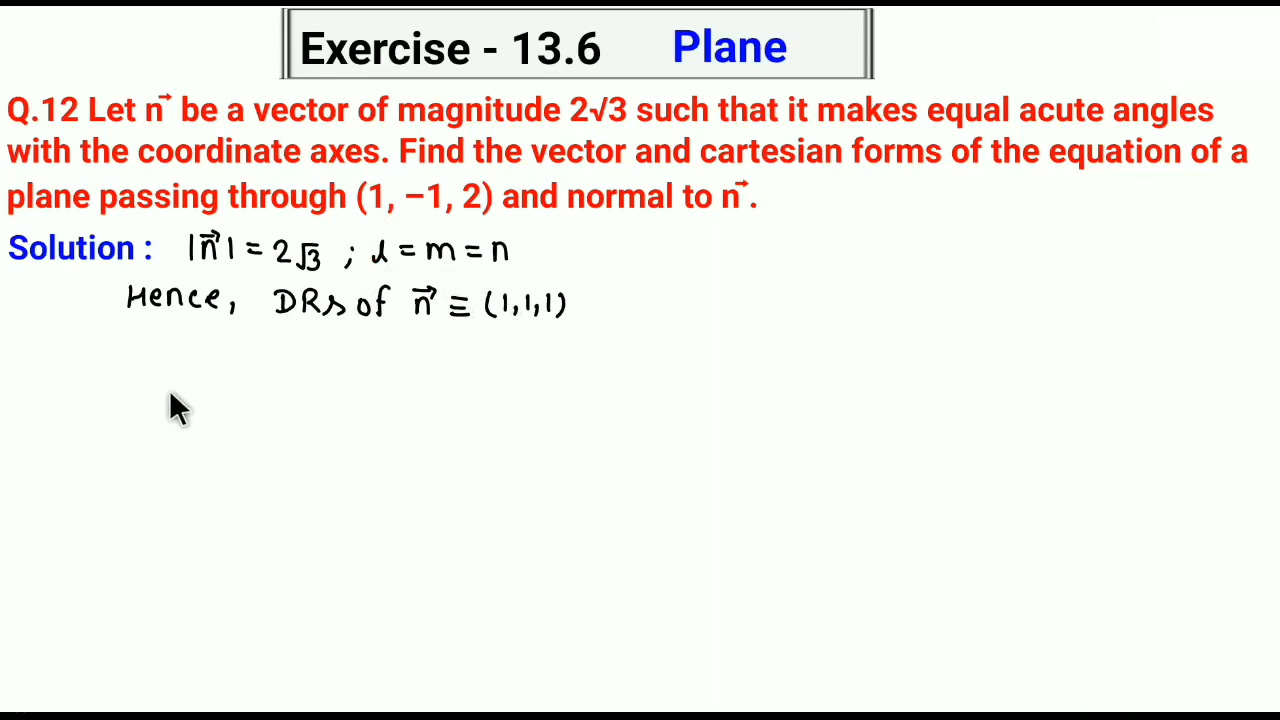 Exercise - 13.6 Plane
Q.12 Let n⃗ be a vector of magnitude 2√3 such that it makes equal acute angles
with the coordinate axes. Find the vector and cartesian forms of the equation of a
plane passing through (1, −1, 2) and normal to n⃗.
Solution : |n⃗| = 2√3 ; l = m = n
Hence, DRs of n⃗ ≡ (1,1,1)